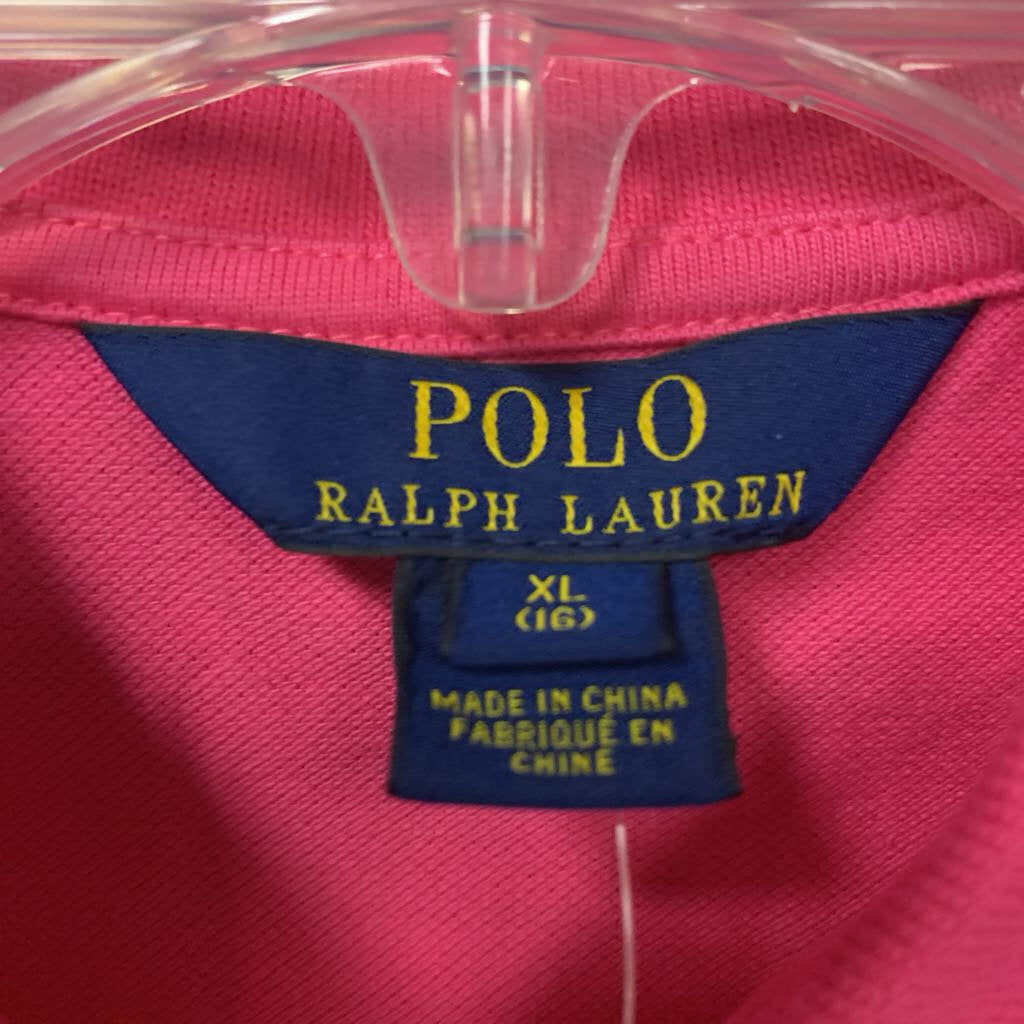 POLO
RALPH LAUREN
XL
(16)
MADE IN CHINA
FABRIQUÉ EN
CHINE